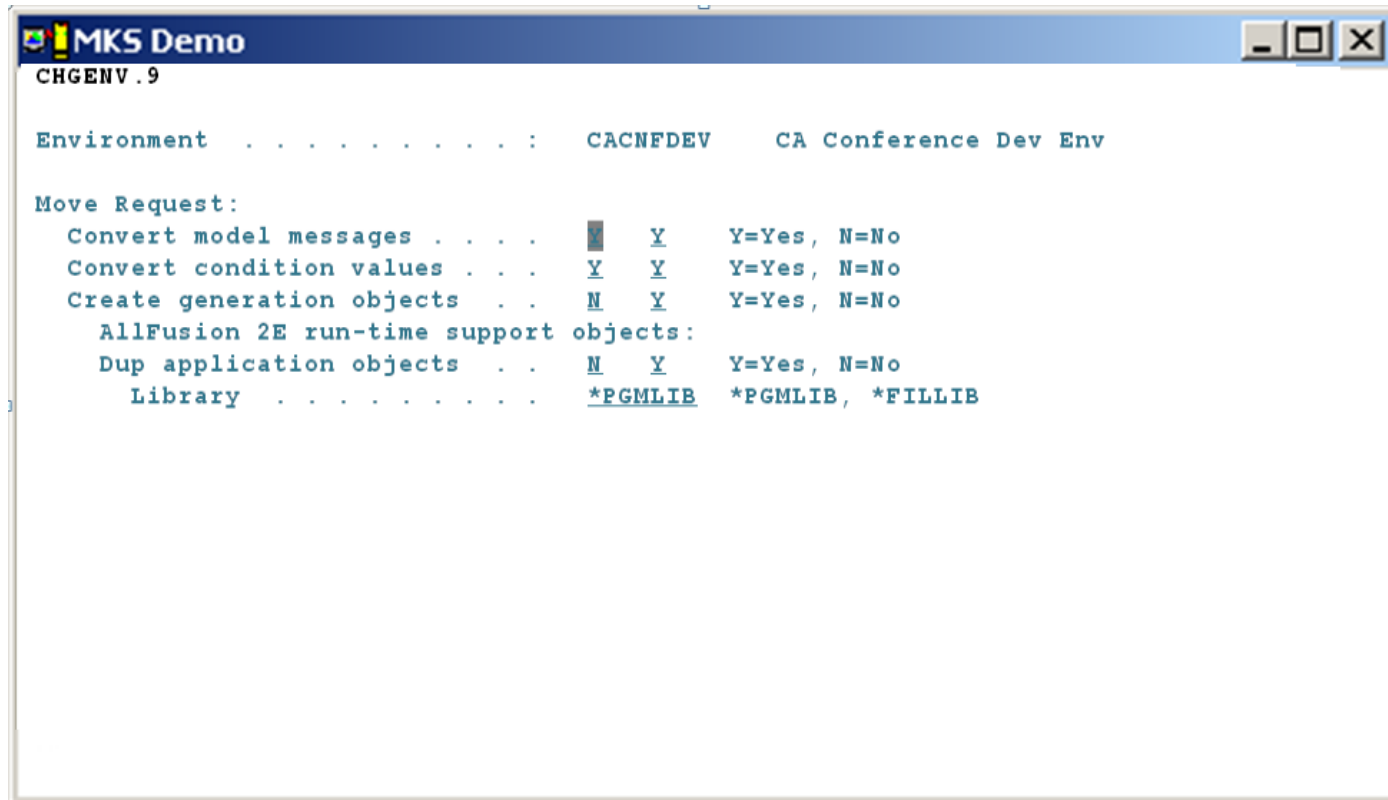 MKS Demo
CHGENV.9
Environment . . . . . . . . . : CACNFDEV CA Conference Dev Env
Move Request:
Convert model messages . . . . Y Y Y=Yes, N=No
Convert condition values . . . Y Y Y=Yes, N=No
Create generation objects . . N Y Y=Yes, N=No
AllFusion 2E run-time support objects:
Dup application objects . . N Y Y=Yes, N=No
Library . . . . . . . . . *PGMLIB *PGMLIB, *FILLIB